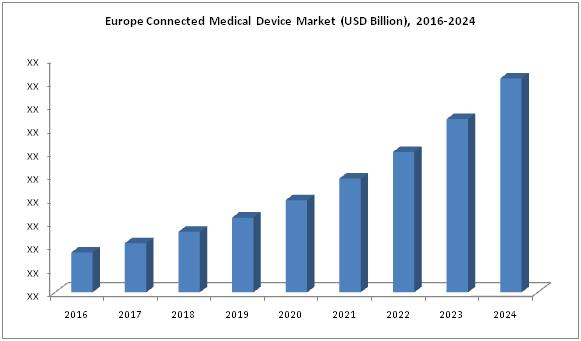 Europe Connected Medical Device Market (USD Billion), 2016-2024
XX
XX
XX
XX
XX
XX
XX
XX
XX
XX
XX
2016 2017 2018 2019 2020 2021 2022 2023 2024